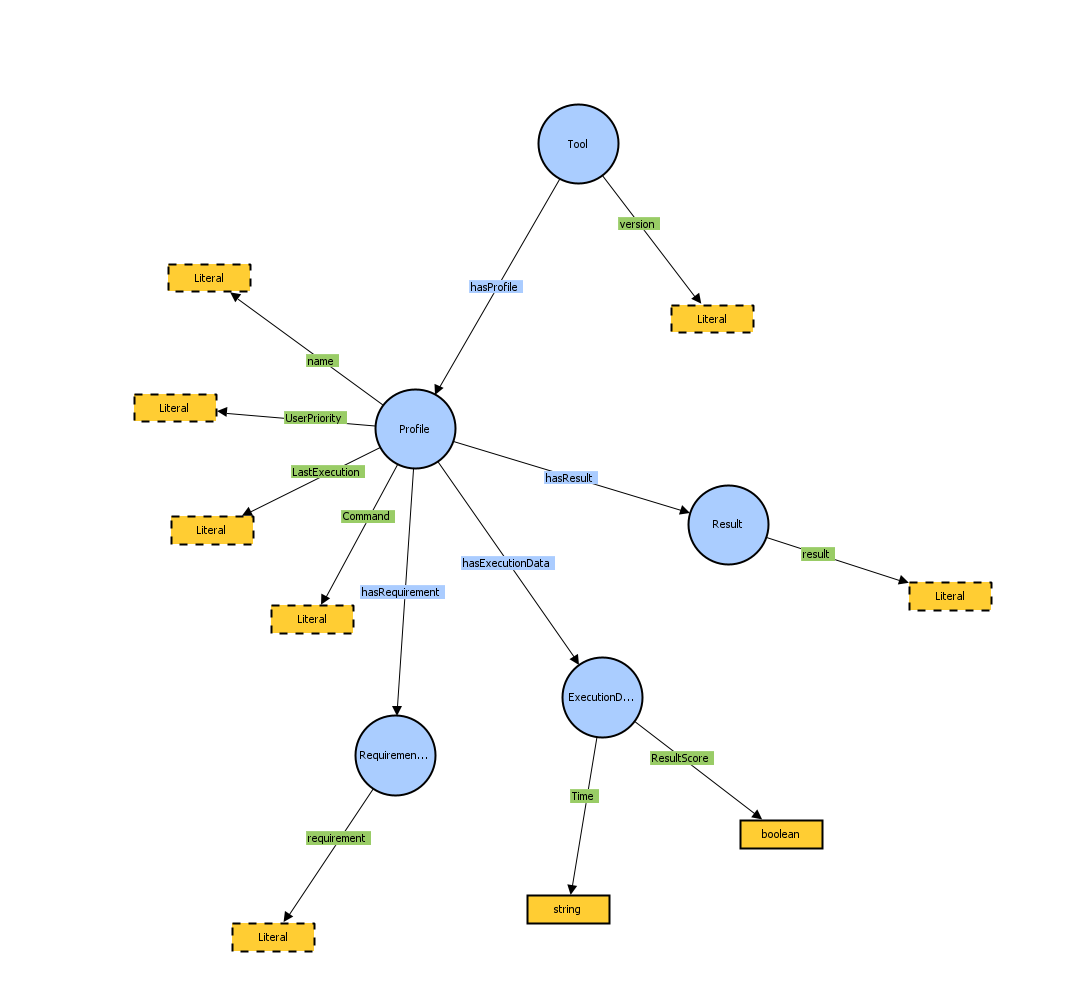 Tool
version
Literal
hasProfile
Literal
name
Literal
UserPriority
Profile
LastExecution
hasResult
Literal
Command
Result
result
hasExecutionData
hasRequirement
Literal
Literal
ExecutionD...
Requiremen...
ResultScore
Time
boolean
requirement
string
Literal